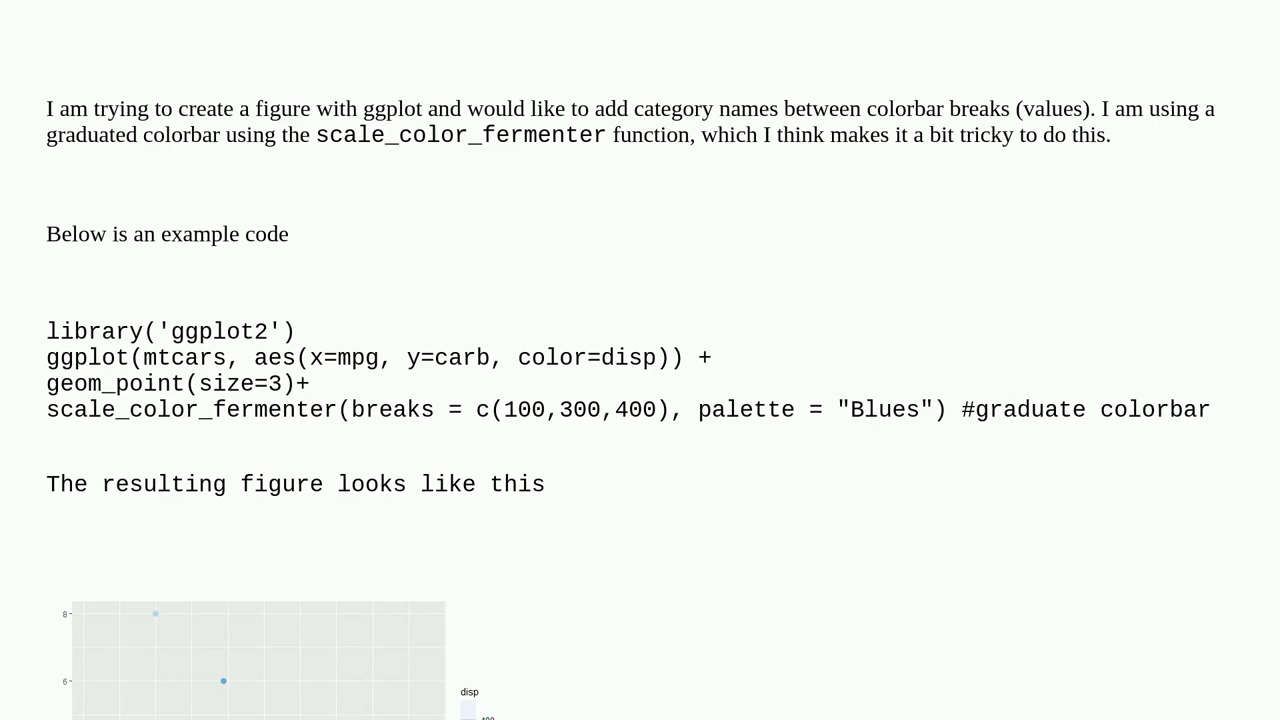 I am trying to create a figure with ggplot and would like to add category names between colorbar breaks (values). I am using a
graduated colorbar using the scale_color_fermenter function, which I think makes it a bit tricky to do this.
Below is an example code
library('ggplot2')
ggplot(mtcars, aes(x=mpg, y=carb, color=disp)) +
geom_point(size=3)+
scale_color_fermenter(breaks = c(100,300,400), palette = "Blues") #graduate colorbar
The resulting figure looks like this
8
6
disp